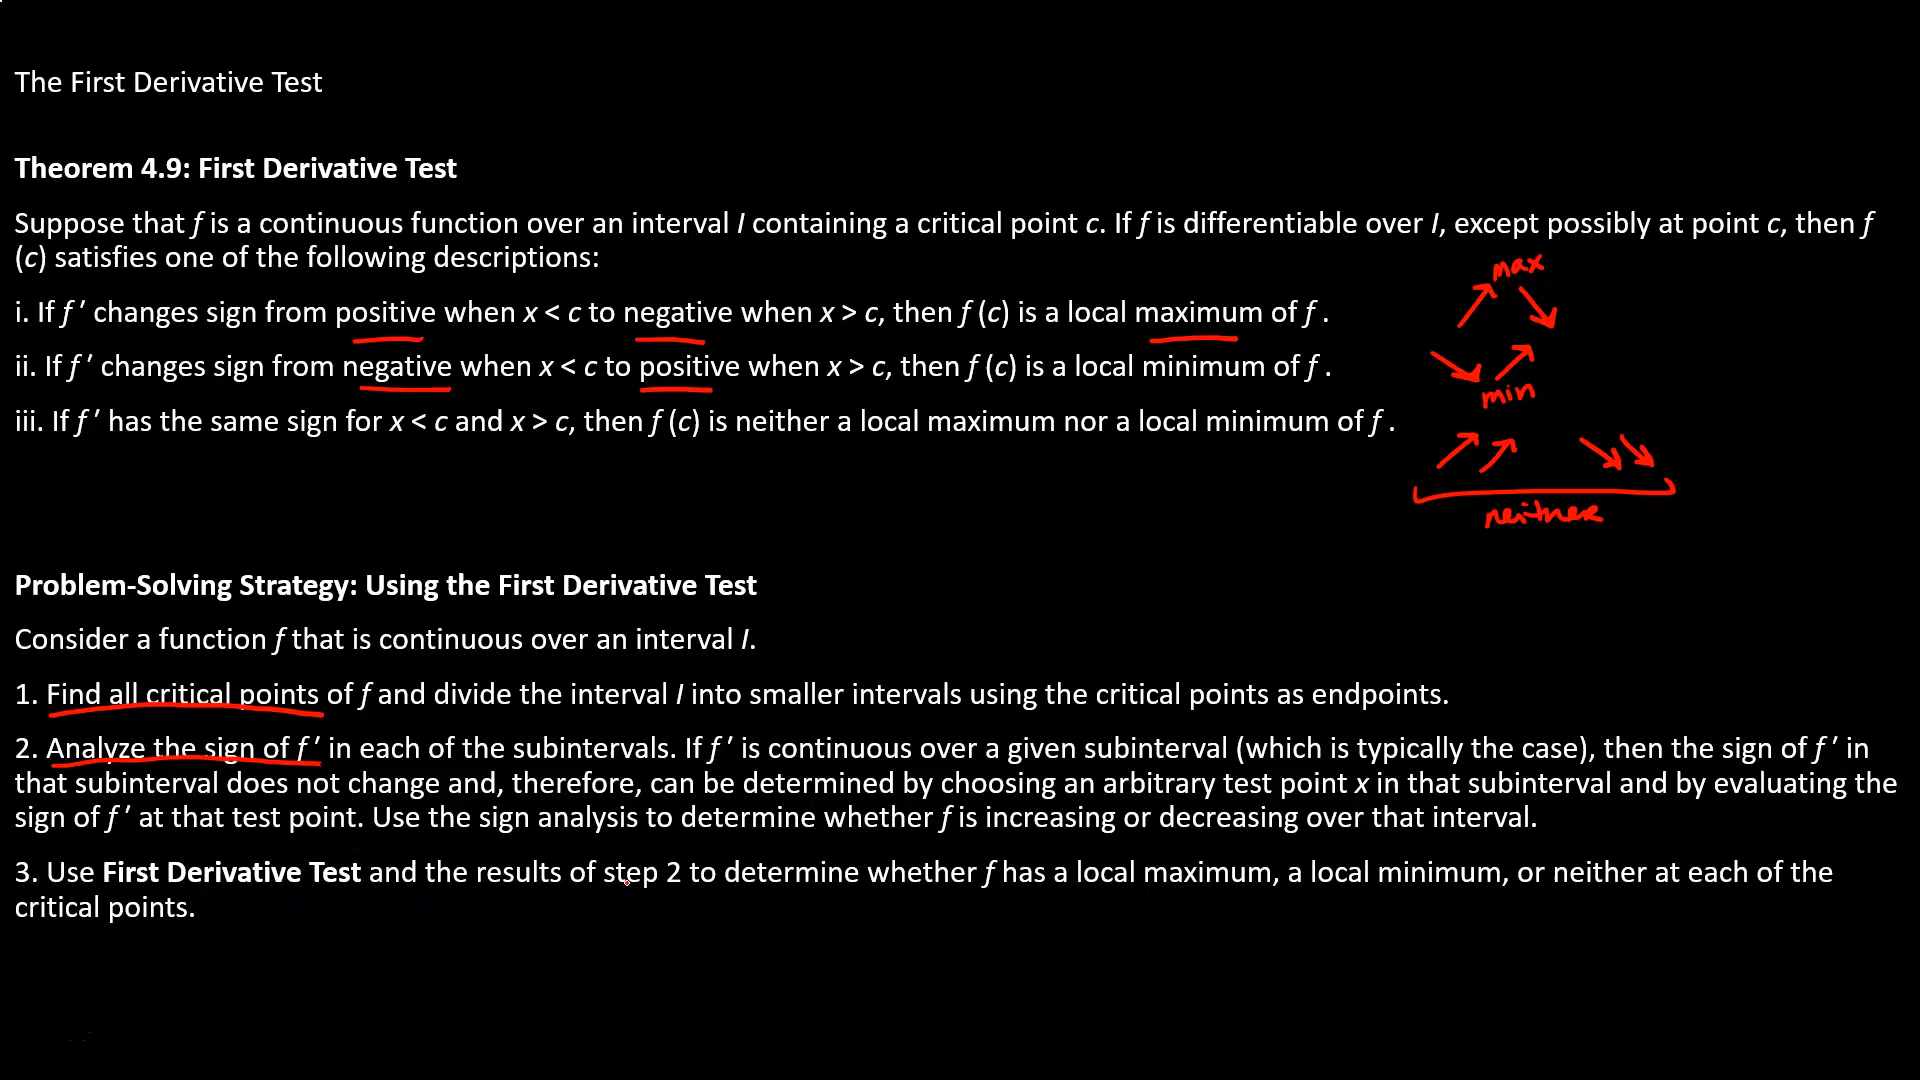 The First Derivative Test
Theorem 4.9: First Derivative Test
Suppose that f is a continuous function over an interval I containing a critical point c. If f is differentiable over I, except possibly at point c, then f
(c) satisfies one of the following descriptions:
max
i. If f ′ changes sign from positive when x < c to negative when x > c, then f (c) is a local maximum of f .
ii. If f ′ changes sign from negative when x < c to positive when x > c, then f (c) is a local minimum of f .
min
iii. If f ′ has the same sign for x < c and x > c, then f (c) is neither a local maximum nor a local minimum of f .
neither
Problem-Solving Strategy: Using the First Derivative Test
Consider a function f that is continuous over an interval I.
1. Find all critical points of f and divide the interval I into smaller intervals using the critical points as endpoints.
2. Analyze the sign of f ′ in each of the subintervals. If f ′ is continuous over a given subinterval (which is typically the case), then the sign of f ′ in
that subinterval does not change and, therefore, can be determined by choosing an arbitrary test point x in that subinterval and by evaluating the
sign of f ′ at that test point. Use the sign analysis to determine whether f is increasing or decreasing over that interval.
3. Use First Derivative Test and the results of step 2 to determine whether f has a local maximum, a local minimum, or neither at each of the
critical points.